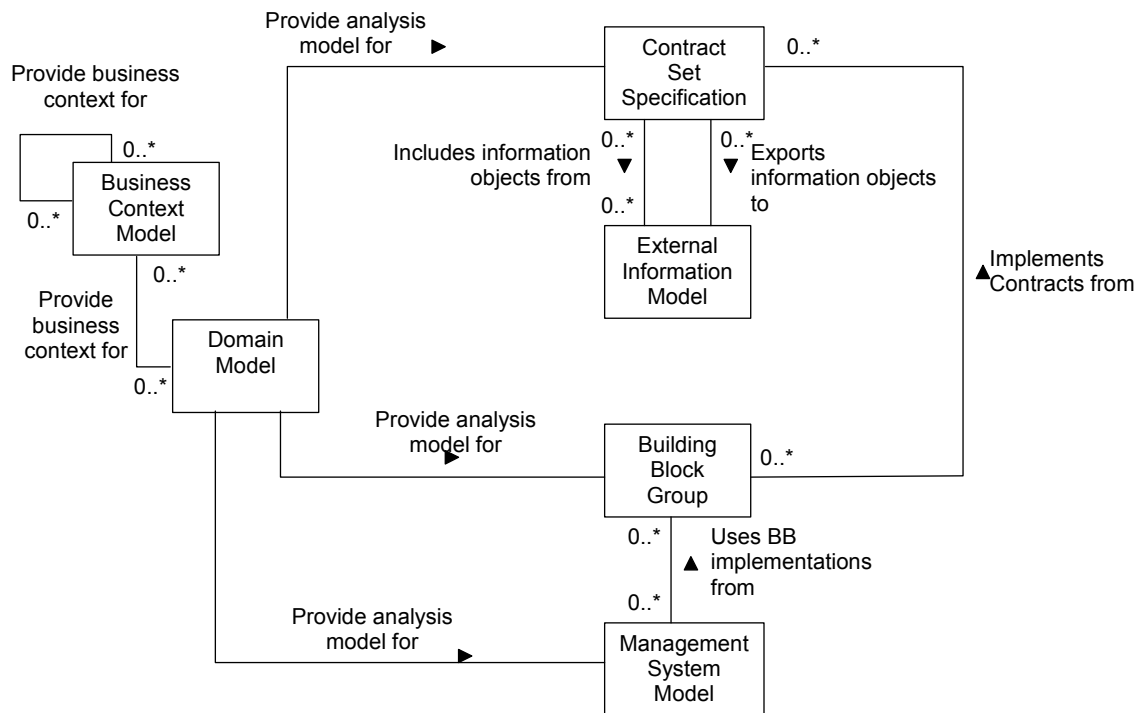 Provide analysis
model for
Contract
Set
Specification
0..*
Provide business
context for
0..*
0..*
Business
Context
Model
0..*
0..*
0..*
Includes information
objects from
Exports
information objects
to
0..*
External
Information
Model
Implements
Contracts from
Provide
business
context for
0..*
Domain
Model
Provide analysis
model for
Building
Block
Group
0..*
0..*
Uses BB
implementations
from
0..*
Provide analysis
model for
Management
System
Model